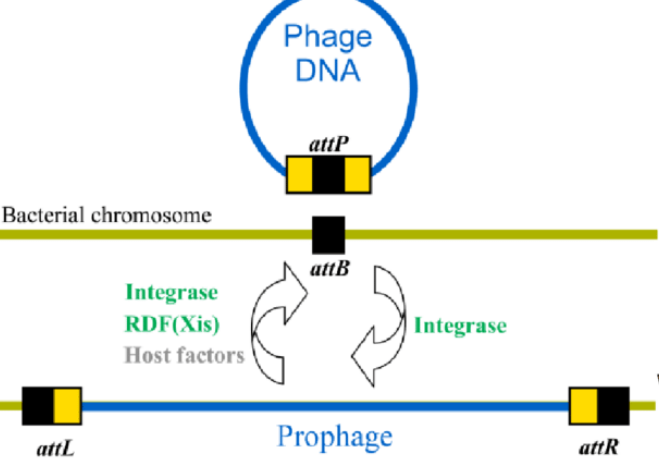 Phage
DNA
attP
Bacterial chromosome
attB
Integrase
RDF(Xis)
Host factors
Integrase
attL
Prophage
attR